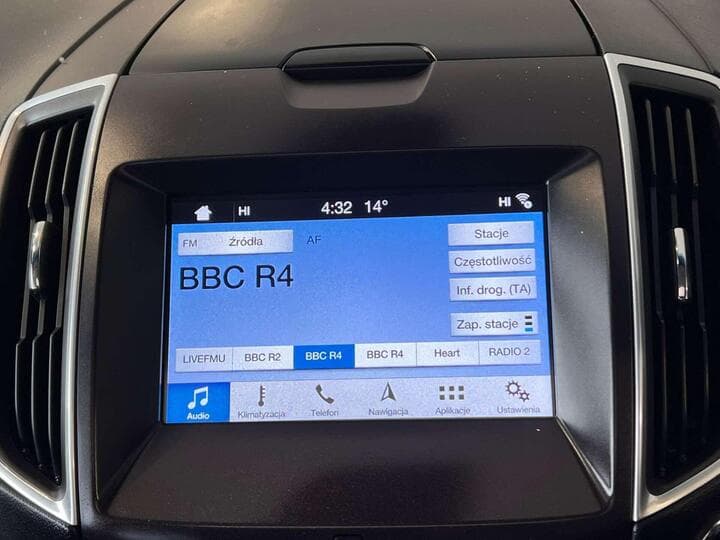 HI 4:32 14° HI
FM Źródła AF Stacje
BBC R4
Częstotliwość
Inf. drog. (TA)
Zap. stacje
LIVEFMU BBC R2 BBC R4 BBC R4 Heart RADIO 2
Audio Klimatyzacja Telefon Nawigacja Aplikacje Ustawienia